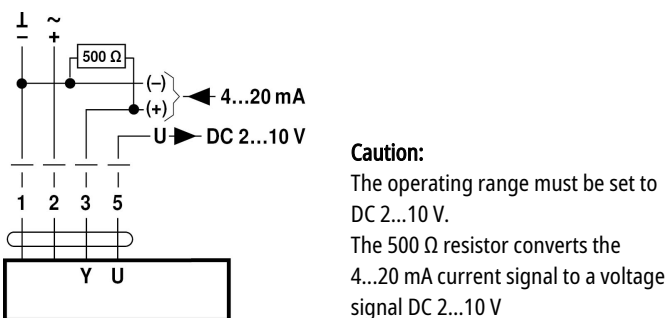 ⊥ ~
− +
500 Ω
(−)
4...20 mA
(+)
U DC 2...10 V
1 2 3 5
Y U
Caution:
The operating range must be set to
DC 2...10 V.
The 500 Ω resistor converts the
4...20 mA current signal to a voltage
signal DC 2...10 V